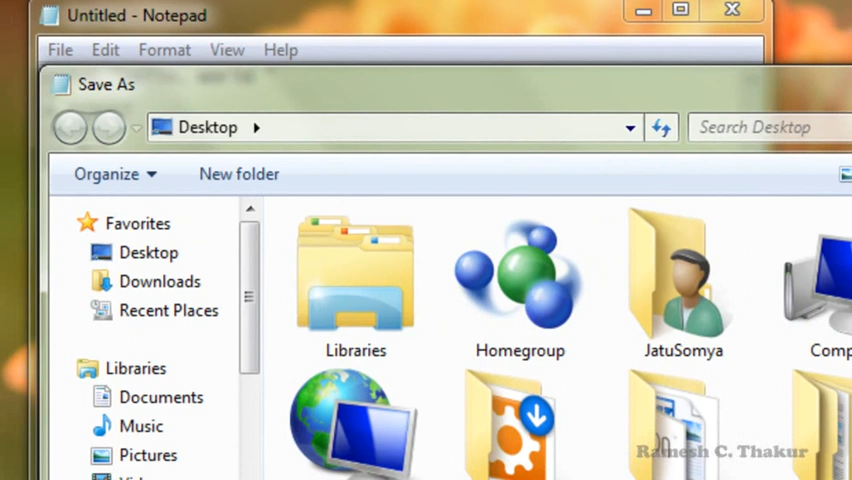 Untitled - Notepad
File Edit Format View Help
Save As
Desktop
Search Desktop
Organize New folder
Favorites
Desktop
Downloads
Recent Places
Libraries
Documents
Music
Pictures
Libraries Homegroup JatuSomya
Ramesh C. Thakur